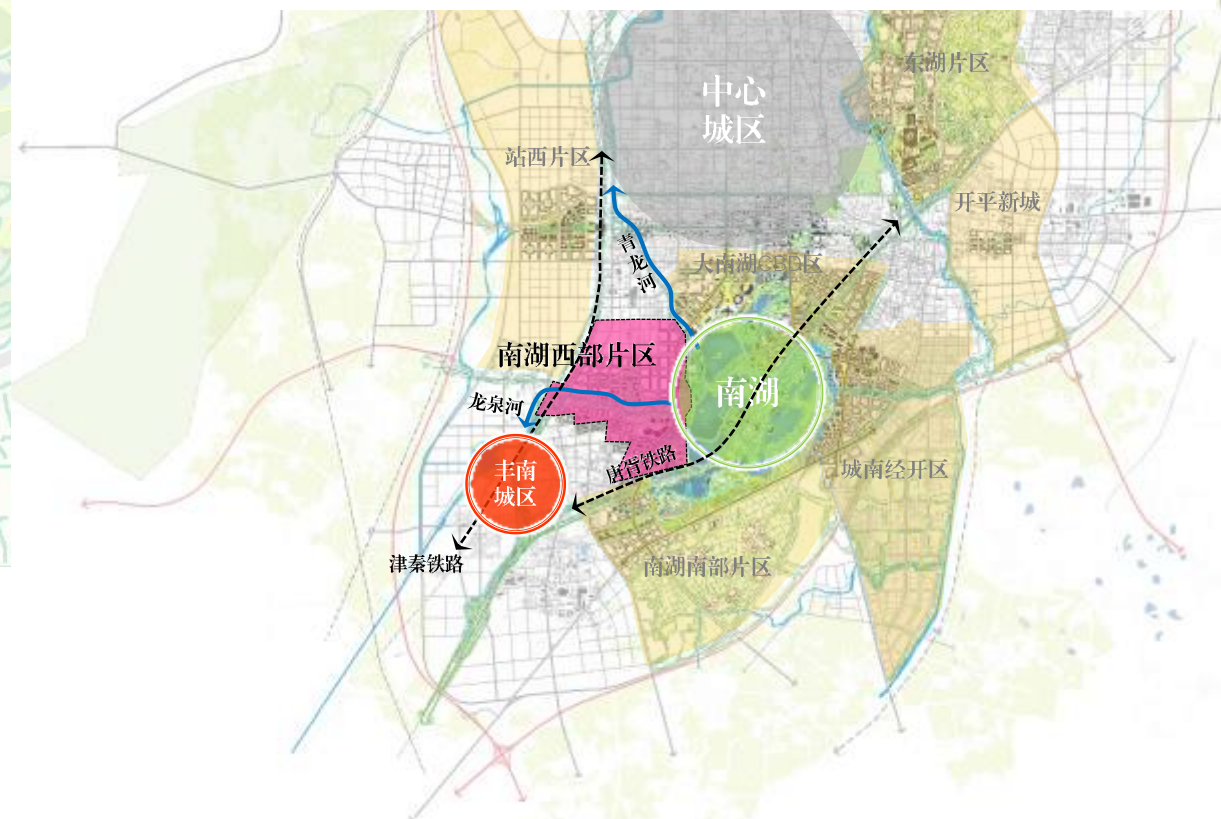 东湖片区
中心
城区
站西片区
开平新城
青龙河
大南湖CBD区
南湖西部片区
南湖
龙泉河
唐胥铁路
丰南
城区
城南经开区
津秦铁路
南湖南部片区